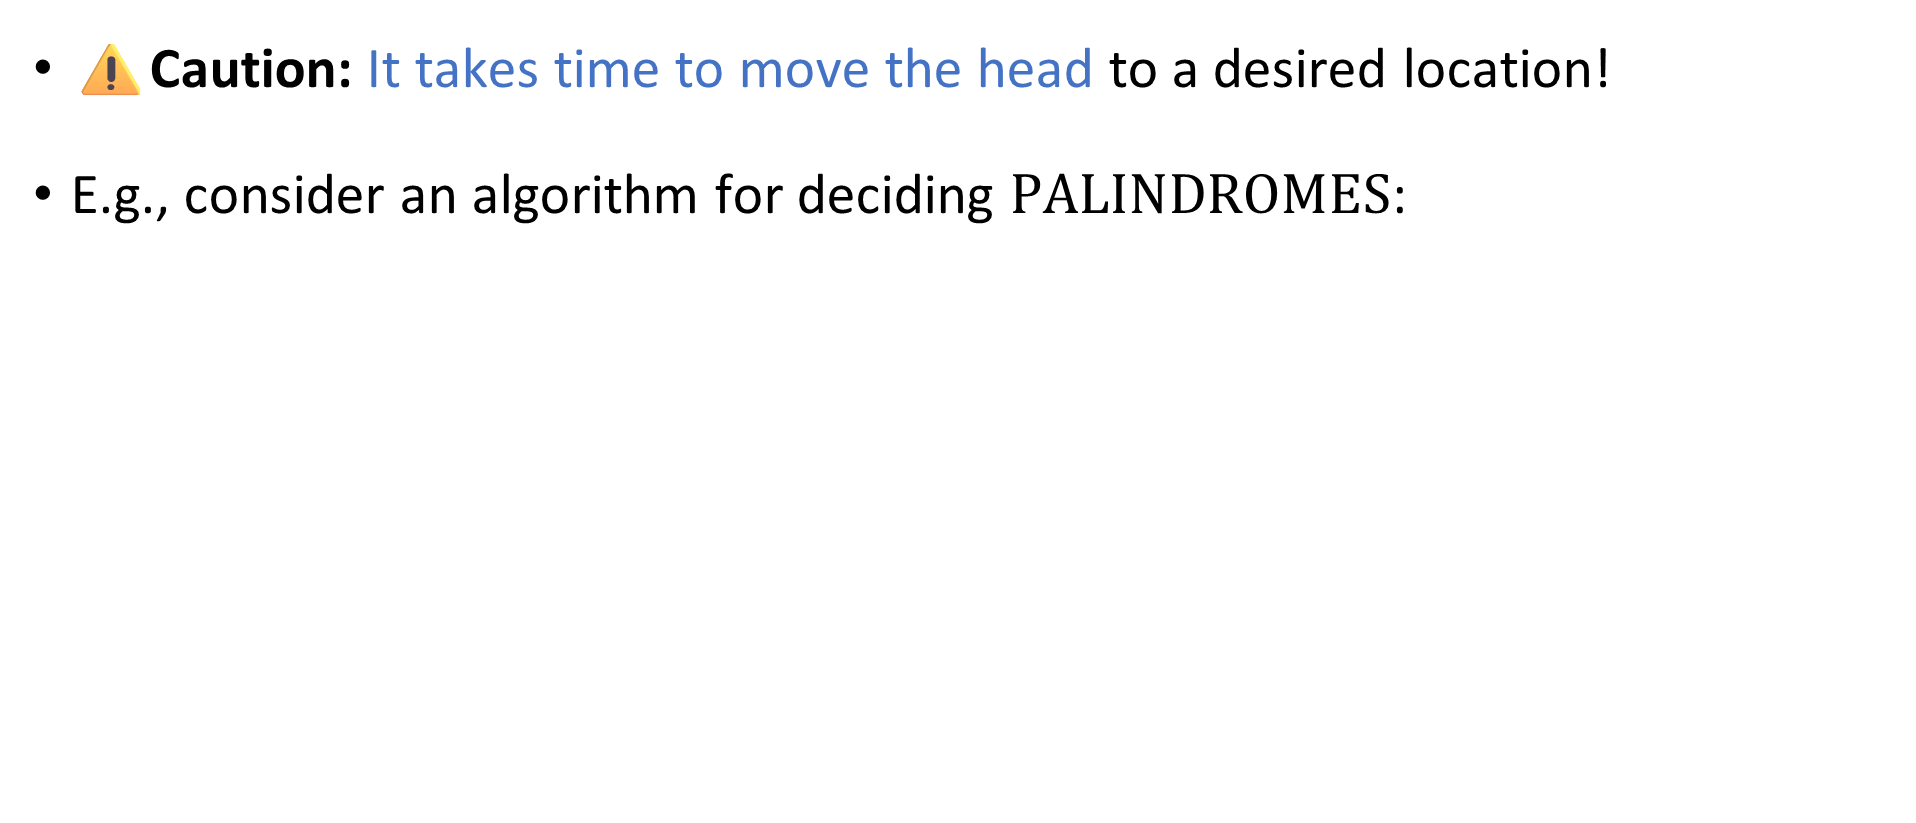 • ⚠️ Caution: It takes time to move the head to a desired location!
• E.g., consider an algorithm for deciding PALINDROMES: